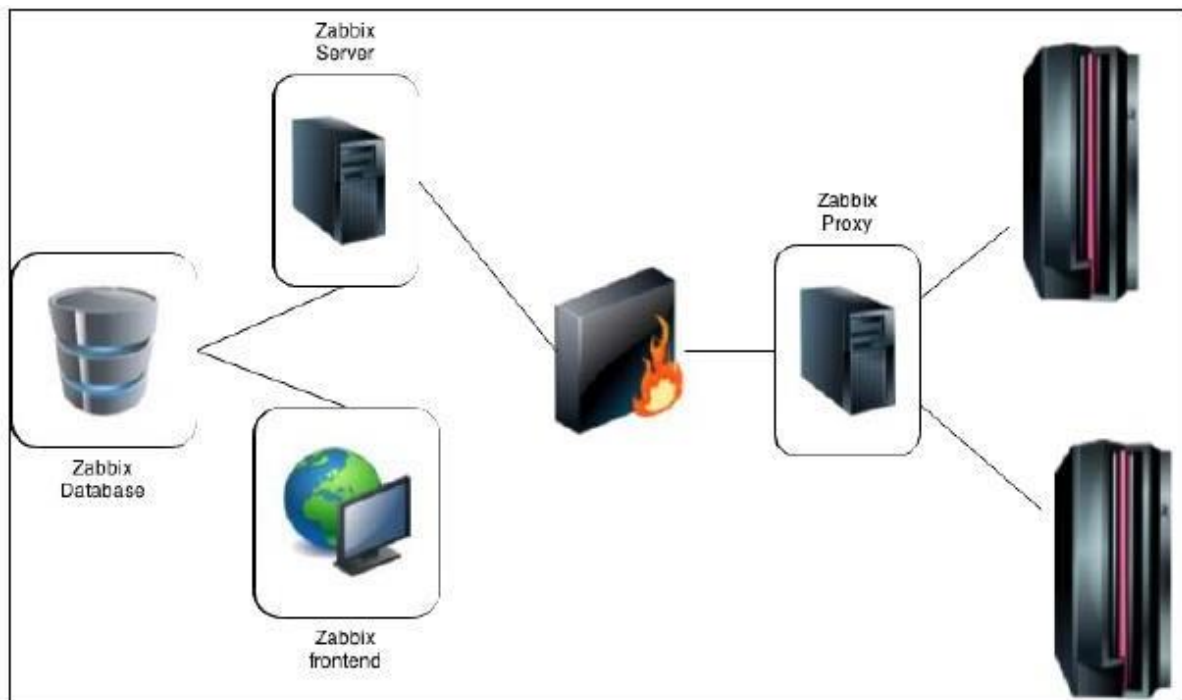 Zabbix
Server
Zabbix
Proxy
Zabbix
Database
Zabbix
frontend